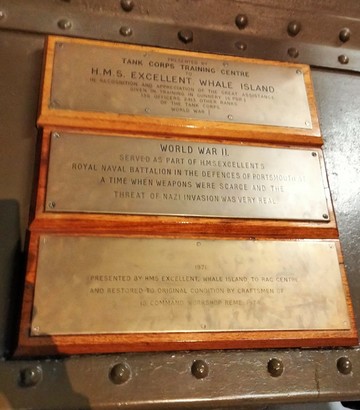 PRESENTED BY
TANK CORPS TRAINING CENTRE
TO
H.M.S. EXCELLENT, WHALE ISLAND
IN RECOGNITION AND APPRECIATION OF THE GREAT ASSISTANCE
GIVEN IN TRAINING IN GUNNERY
OFFICERS AND OTHER RANKS
OF THE TANK CORPS
WORLD WAR I
WORLD WAR II
SERVED AS PART OF H.M.S EXCELLENT'S
ROYAL NAVAL BATTALION IN THE DEFENCES OF PORTSMOUTH AT
A TIME WHEN WEAPONS WERE SCARCE AND THE
THREAT OF NAZI INVASION WAS VERY REAL
PRESENTED BY HMS EXCELLENT, WHALE ISLAND TO RAC CENTRE
AND RESTORED TO ORIGINAL CONDITION BY CRAFTSMEN OF
COMMAND WORKSHOP REME